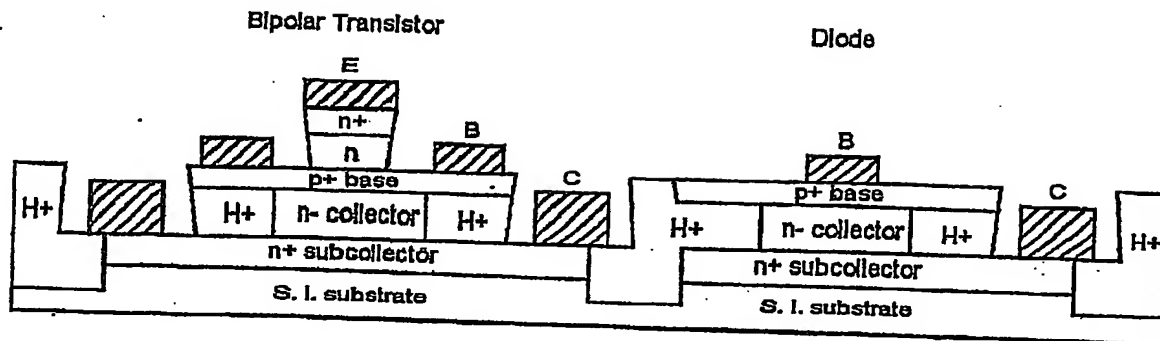 Bipolar Transistor
Diode
E
n+
n
B
p+ base
C
H+
H+
n- collector
H+
n+ subcollector
S. I. substrate
B
p+ base
C
H+
n- collector
H+
H+
n+ subcollector
S. I. substrate